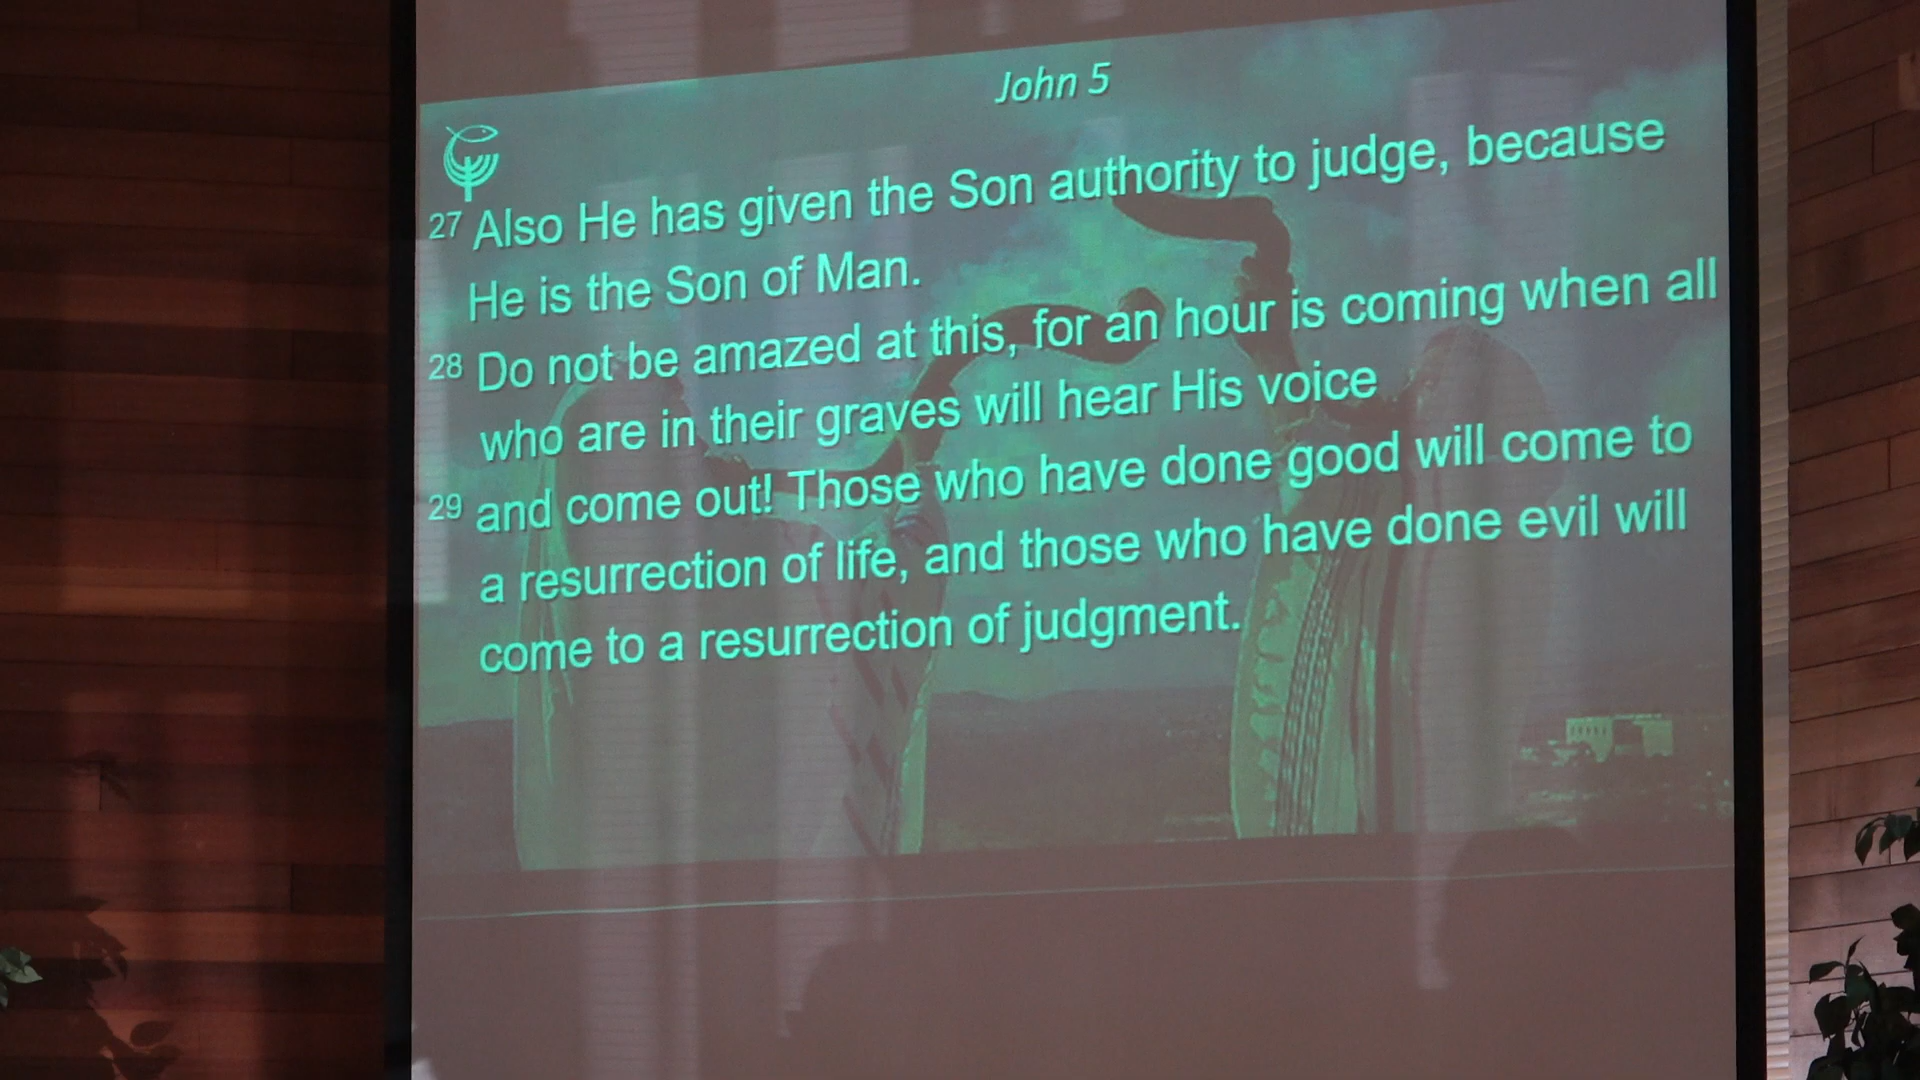 John 5
27 Also He has given the Son authority to judge, because
He is the Son of Man.
28 Do not be amazed at this, for an hour is coming when all
who are in their graves will hear His voice
29 and come out! Those who have done good will come to
a resurrection of life, and those who have done evil will
come to a resurrection of judgment.